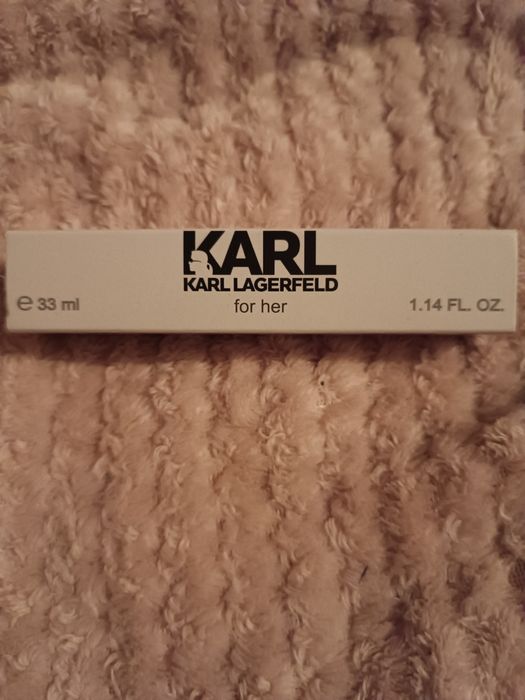 KARL
KARL LAGERFELD
for her
e 33 ml
1.14 FL. OZ.